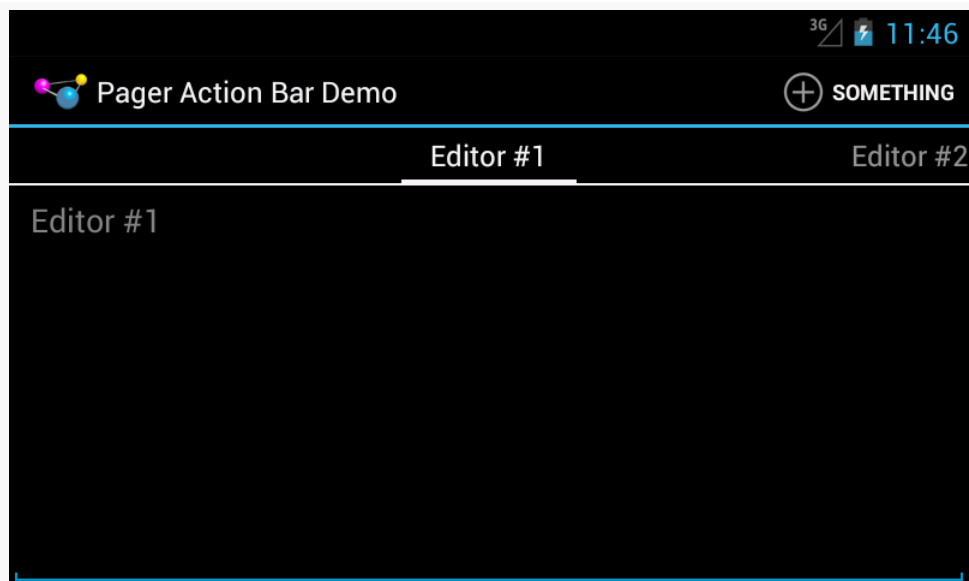 3G 11:46
Pager Action Bar Demo SOMETHING
Editor #1 Editor #2
Editor #1